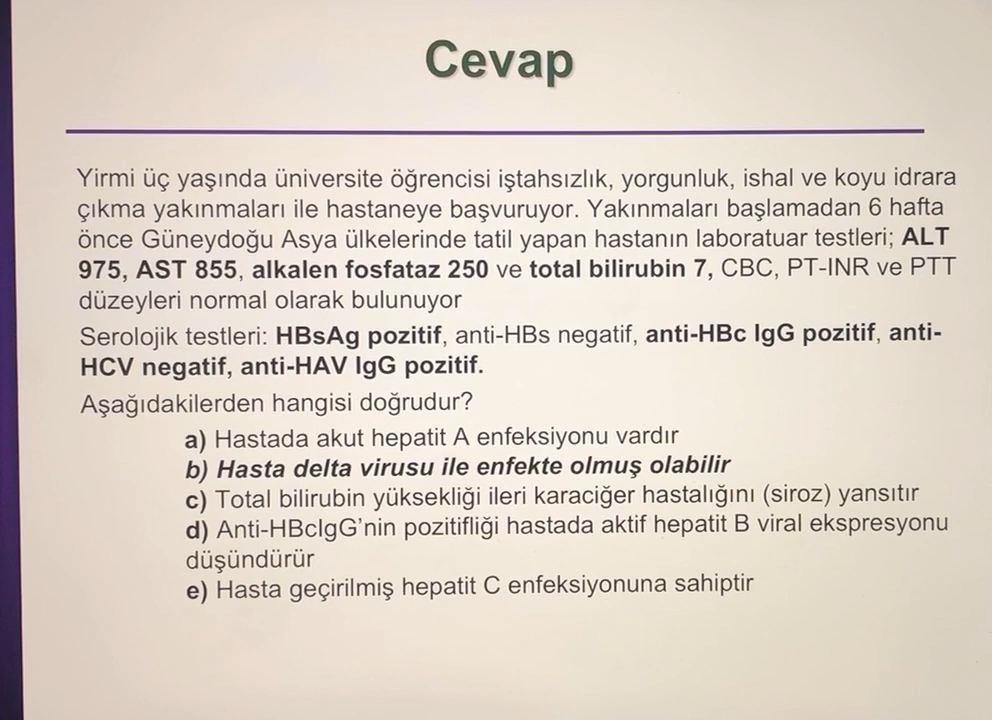 Cevap
Yirmi üç yaşında üniversite öğrencisi iştahsızlık, yorgunluk, ishal ve koyu idrara
çıkma yakınmaları ile hastaneye başvuruyor. Yakınmaları başlamadan 6 hafta
önce Güneydoğu Asya ülkelerinde tatil yapan hastanın laboratuar testleri; ALT
975, AST 855, alkalen fosfataz 250 ve total bilirubin 7, CBC, PT-INR ve PTT
düzeyleri normal olarak bulunuyor
Serolojik testleri: HBsAg pozitif, anti-HBs negatif, anti-HBc IgG pozitif, anti-
HCV negatif, anti-HAV IgG pozitif.
Aşağıdakilerden hangisi doğrudur?
a) Hastada akut hepatit A enfeksiyonu vardır
b) Hasta delta virusu ile enfekte olmuş olabilir
c) Total bilirubin yüksekliği ileri karaciğer hastalığını (siroz) yansıtır
d) Anti-HBcIgG'nin pozitifliği hastada aktif hepatit B viral ekspresyonu
düşündürür
e) Hasta geçirilmiş hepatit C enfeksiyonuna sahiptir